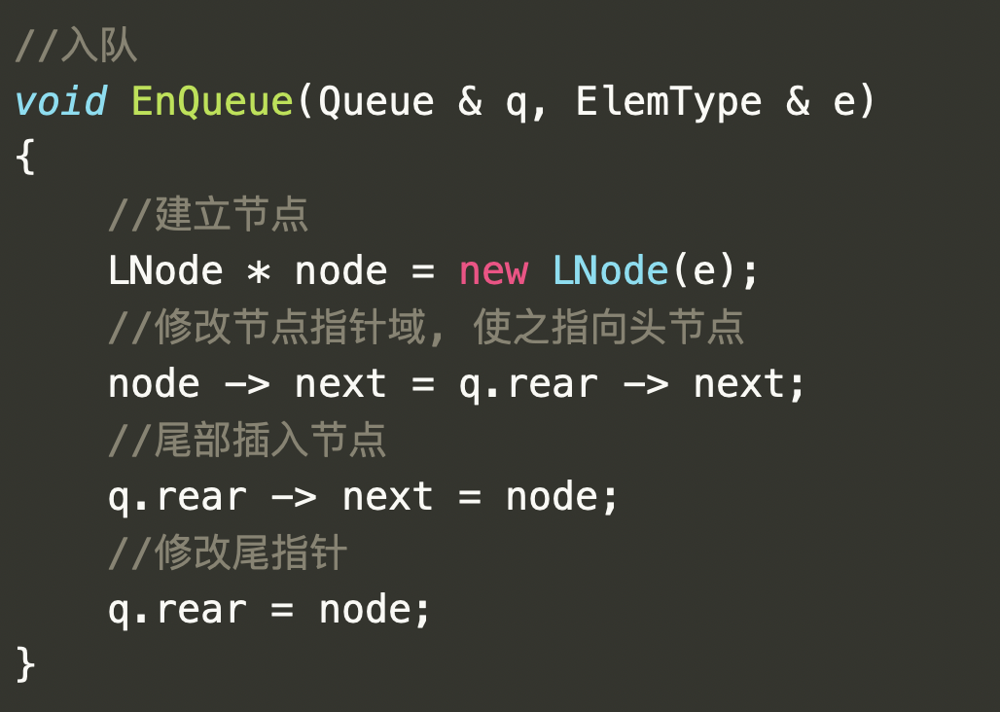 //入队
void EnQueue(Queue & q, ElemType & e)
{
    //建立节点
    LNode * node = new LNode(e);
    //修改节点指针域, 使之指向头节点
    node -> next = q.rear -> next;
    //尾部插入节点
    q.rear -> next = node;
    //修改尾指针
    q.rear = node;
}